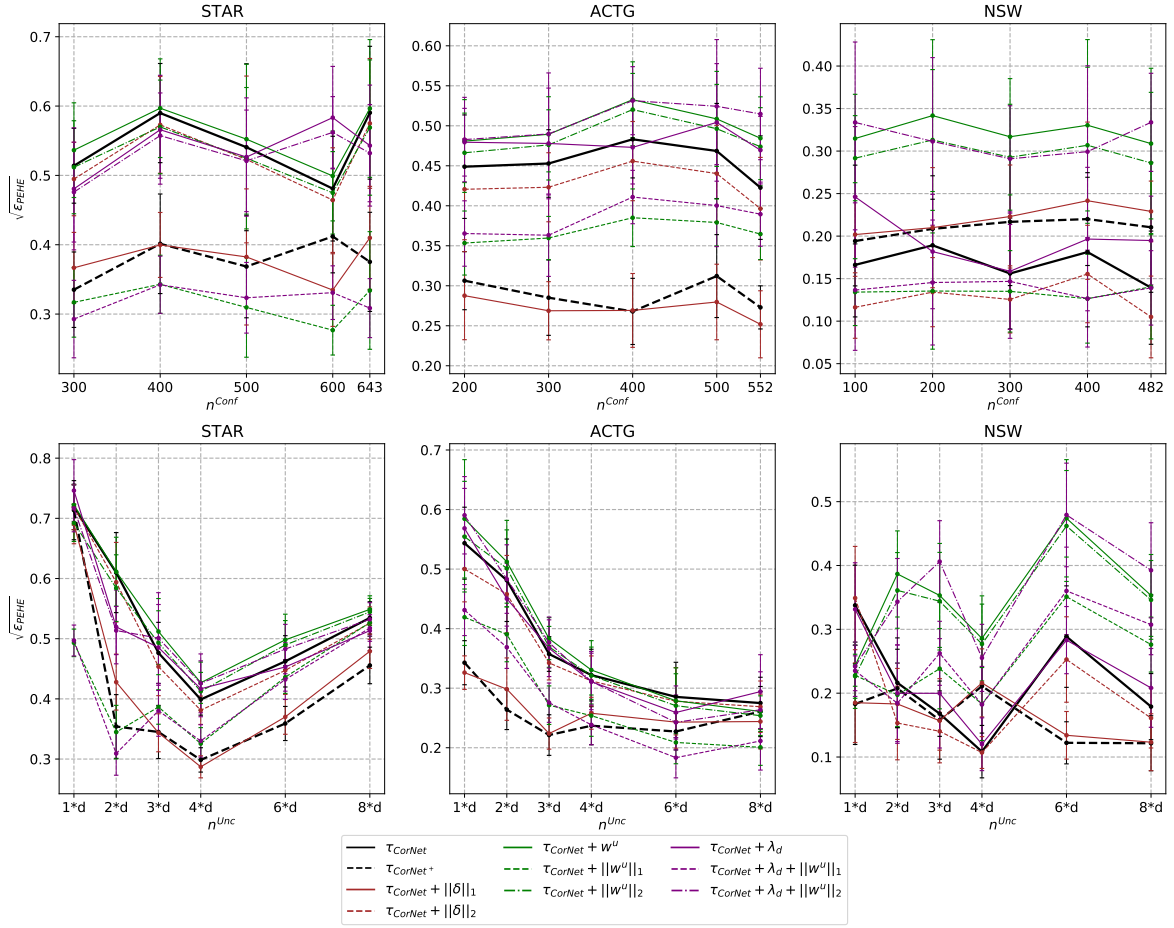 STAR
ACTG
NSW
√ε_PEHE
0.7
0.6
0.5
0.4
0.3
300
400
500
600
643
n^Conf
0.60
0.55
0.50
0.45
0.40
0.35
0.30
0.25
0.20
200
300
400
500
552
n^Conf
0.40
0.35
0.30
0.25
0.20
0.15
0.10
0.05
100
200
300
400
482
n^Conf
STAR
ACTG
NSW
√ε_PEHE
0.8
0.7
0.6
0.5
0.4
0.3
1*d
2*d
3*d
4*d
6*d
8*d
n^Unc
0.7
0.6
0.5
0.4
0.3
0.2
1*d
2*d
3*d
4*d
6*d
8*d
n^Unc
0.5
0.4
0.3
0.2
0.1
1*d
2*d
3*d
4*d
6*d
8*d
n^Unc
τ_CorNet
τ_CorNet⁺
τ_CorNet + ||δ||₁
τ_CorNet + ||δ||₂
τ_CorNet + w^u
τ_CorNet + ||w^u||₁
τ_CorNet + ||w^u||₂
τ_CorNet + λ_d
τ_CorNet + λ_d + ||w^u||₁
τ_CorNet + λ_d + ||w^u||₂